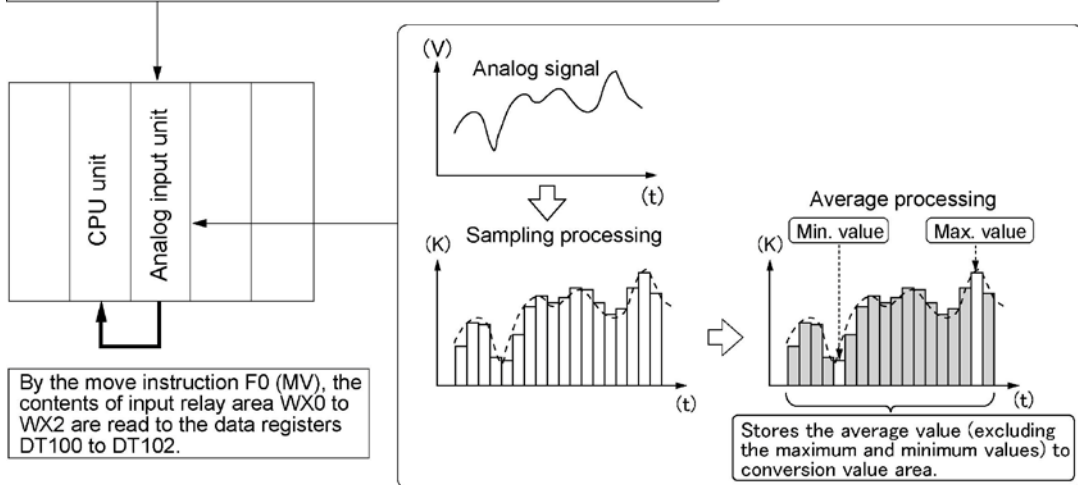 (V)
Analog signal
(t)
CPU unit
Analog input unit
Sampling processing
(K)
(t)
Average processing
(K)
Min. value
Max. value
(t)
By the move instruction F0 (MV), the
contents of input relay area WX0 to
WX2 are read to the data registers
DT100 to DT102.
Stores the average value (excluding
the maximum and minimum values) to
conversion value area.